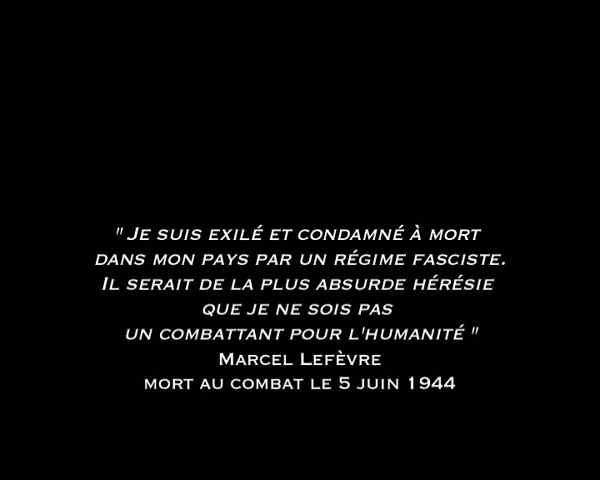 " JE SUIS EXILÉ ET CONDAMNÉ À MORT
DANS MON PAYS PAR UN RÉGIME FASCISTE.
IL SERAIT DE LA PLUS ABSURDE HÉRÉSIE
QUE JE NE SOIS PAS
UN COMBATTANT POUR L'HUMANITÉ "
MARCEL LEFÈVRE
MORT AU COMBAT LE 5 JUIN 1944